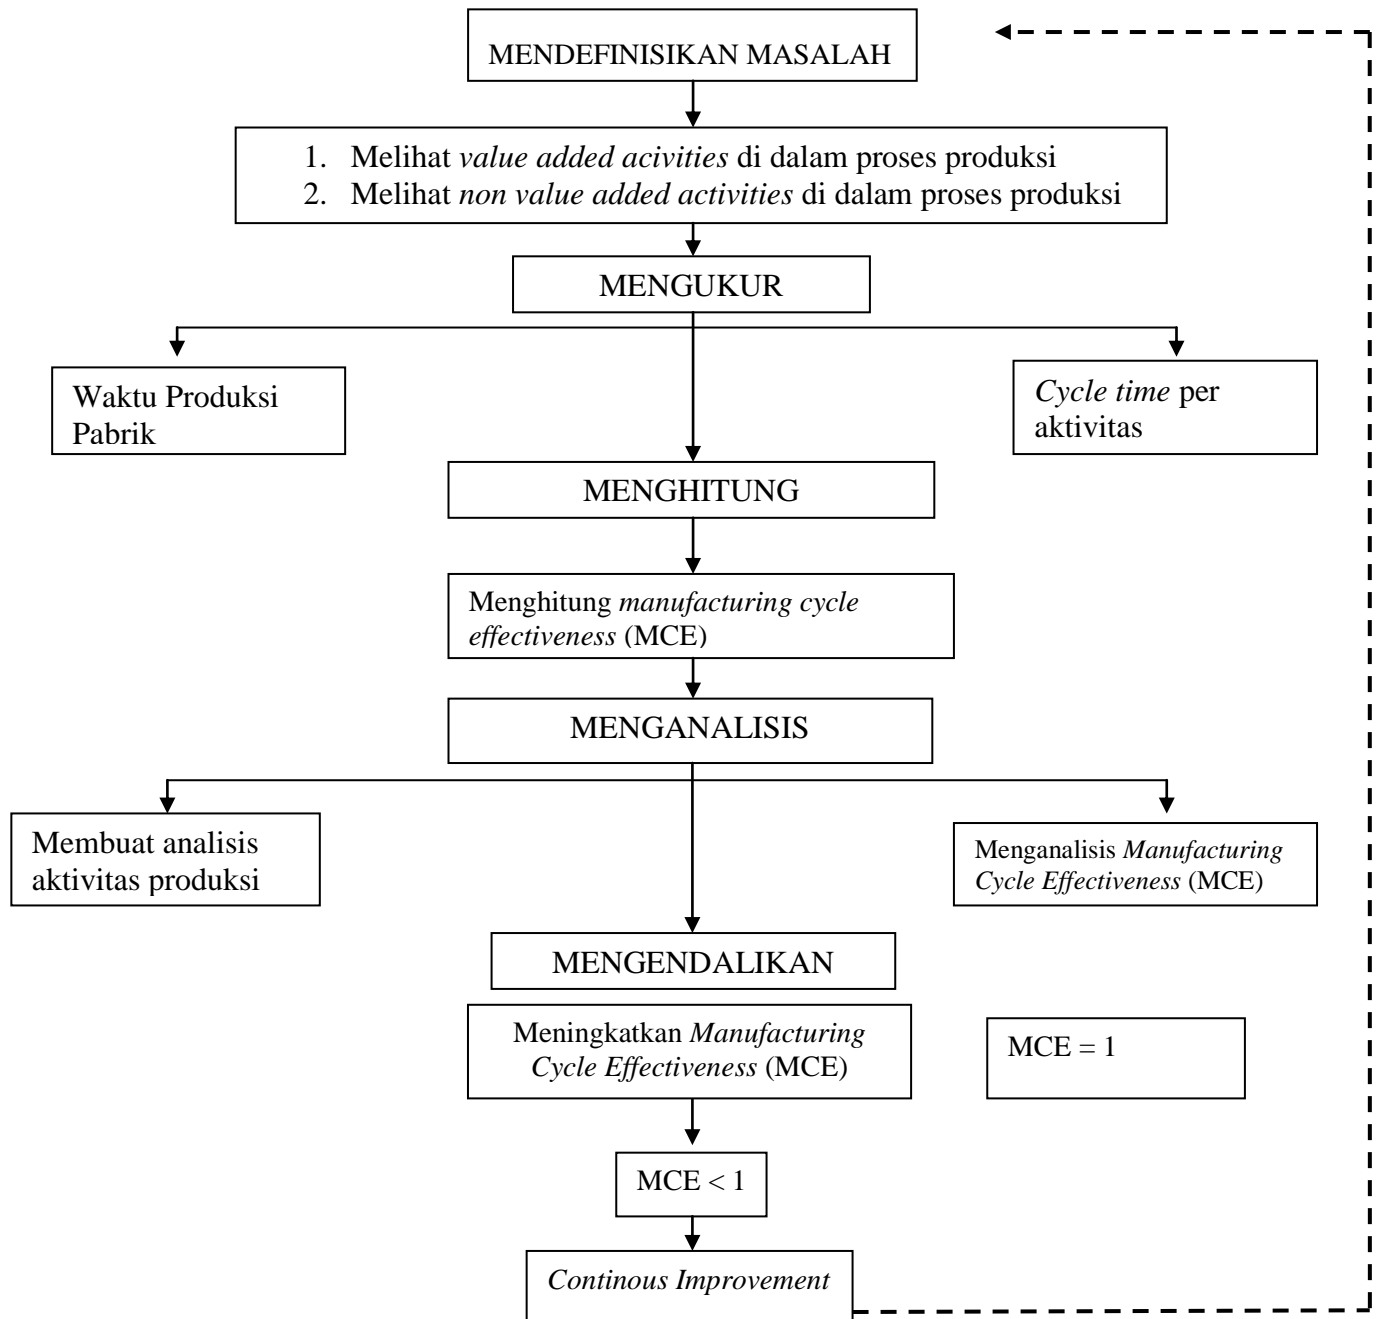 MENDEFINISIKAN MASALAH
1. Melihat value added acivities di dalam proses produksi
2. Melihat non value added activities di dalam proses produksi
MENGUKUR
Waktu Produksi
Pabrik
Cycle time per
aktivitas
MENGHITUNG
Menghitung manufacturing cycle
effectiveness (MCE)
MENGANALISIS
Membuat analisis
aktivitas produksi
Menganalisis Manufacturing
Cycle Effectiveness (MCE)
MENGENDALIKAN
Meningkatkan Manufacturing
Cycle Effectiveness (MCE)
MCE = 1
MCE < 1
Continous Improvement